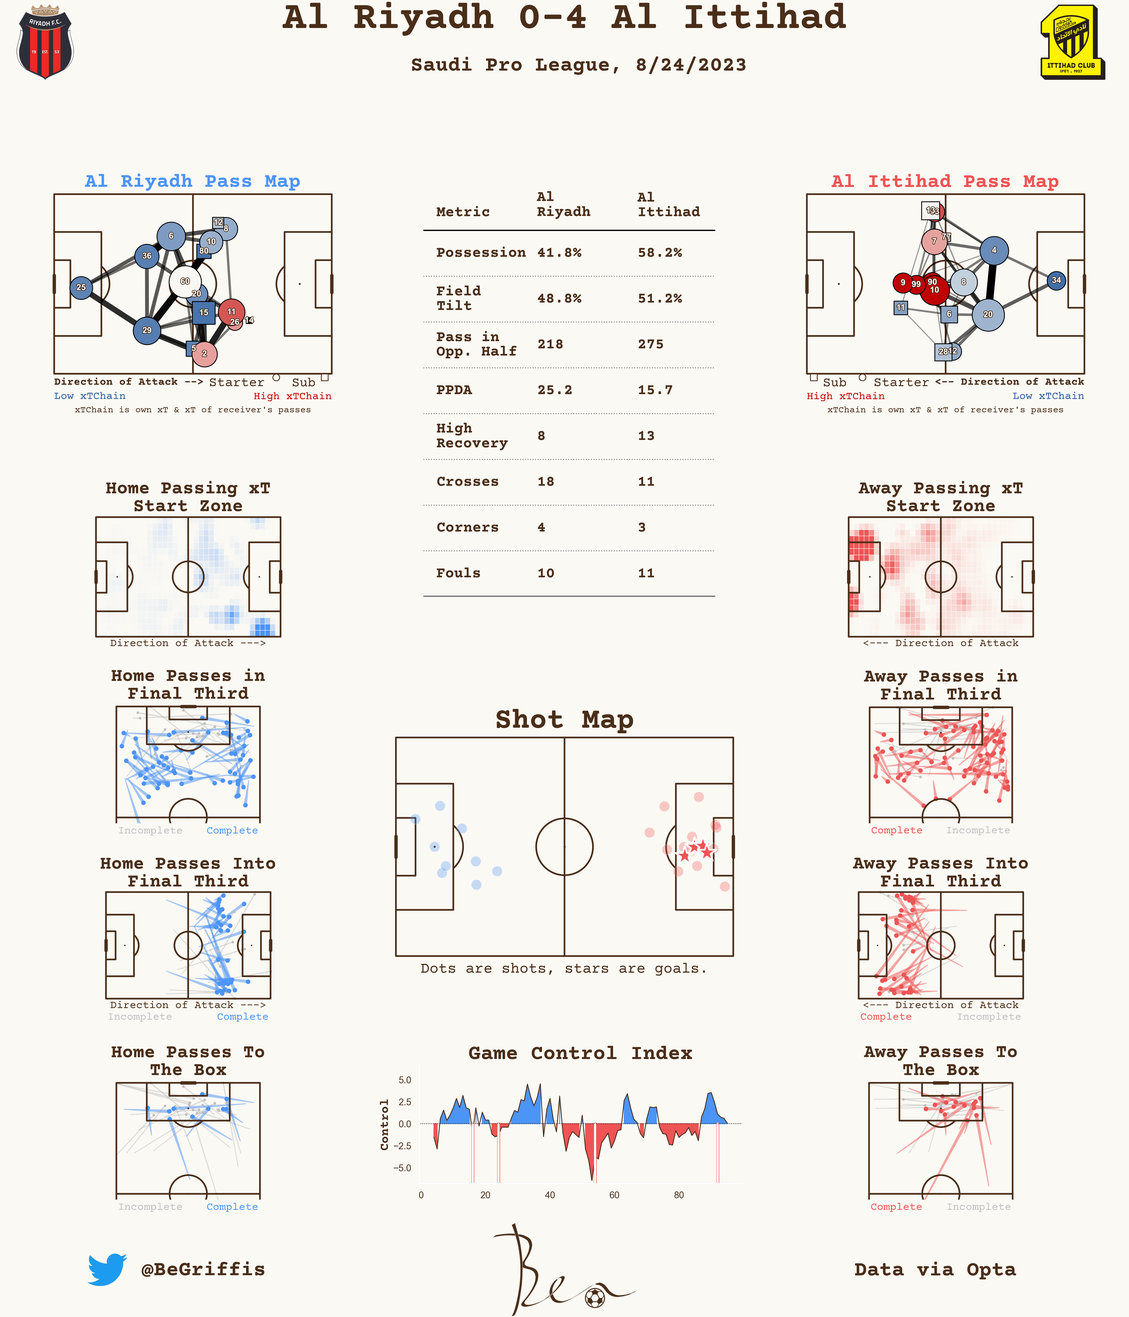 Al Riyadh 0-4 Al Ittihad
Saudi Pro League, 8/24/2023
RIYADH F.C.
ITTIHAD CLUB
Al Riyadh Pass Map
12
8
6
10
80
36
60
25
20
15
11
26
14
29
5
2
Direction of Attack --> Starter Sub
Low xTChain High xTChain
xTChain is own xT & xT of receiver's passes
Metric Al Riyadh Al Ittihad
Possession 41.8% 58.2%
Field Tilt 48.8% 51.2%
Pass in Opp. Half 218 275
PPDA 25.2 15.7
High Recovery 8 13
Crosses 18 11
Corners 4 3
Fouls 10 11
Al Ittihad Pass Map
7
4
9
99
90
10
8
34
11
6
20
28
12
Sub Starter <-- Direction of Attack
High xTChain Low xTChain
xTChain is own xT & xT of receiver's passes
Home Passing xT
Start Zone
Direction of Attack --->
Away Passing xT
Start Zone
<--- Direction of Attack
Home Passes in
Final Third
Incomplete Complete
Away Passes in
Final Third
Complete Incomplete
Shot Map
Dots are shots, stars are goals.
Home Passes Into
Final Third
Direction of Attack --->
Incomplete Complete
Away Passes Into
Final Third
<--- Direction of Attack
Complete Incomplete
Home Passes To
The Box
Incomplete Complete
Game Control Index
Control
5.0
2.5
0.0
−2.5
−5.0
0 20 40 60 80
Away Passes To
The Box
Complete Incomplete
@BeGriffis
Ben
Data via Opta